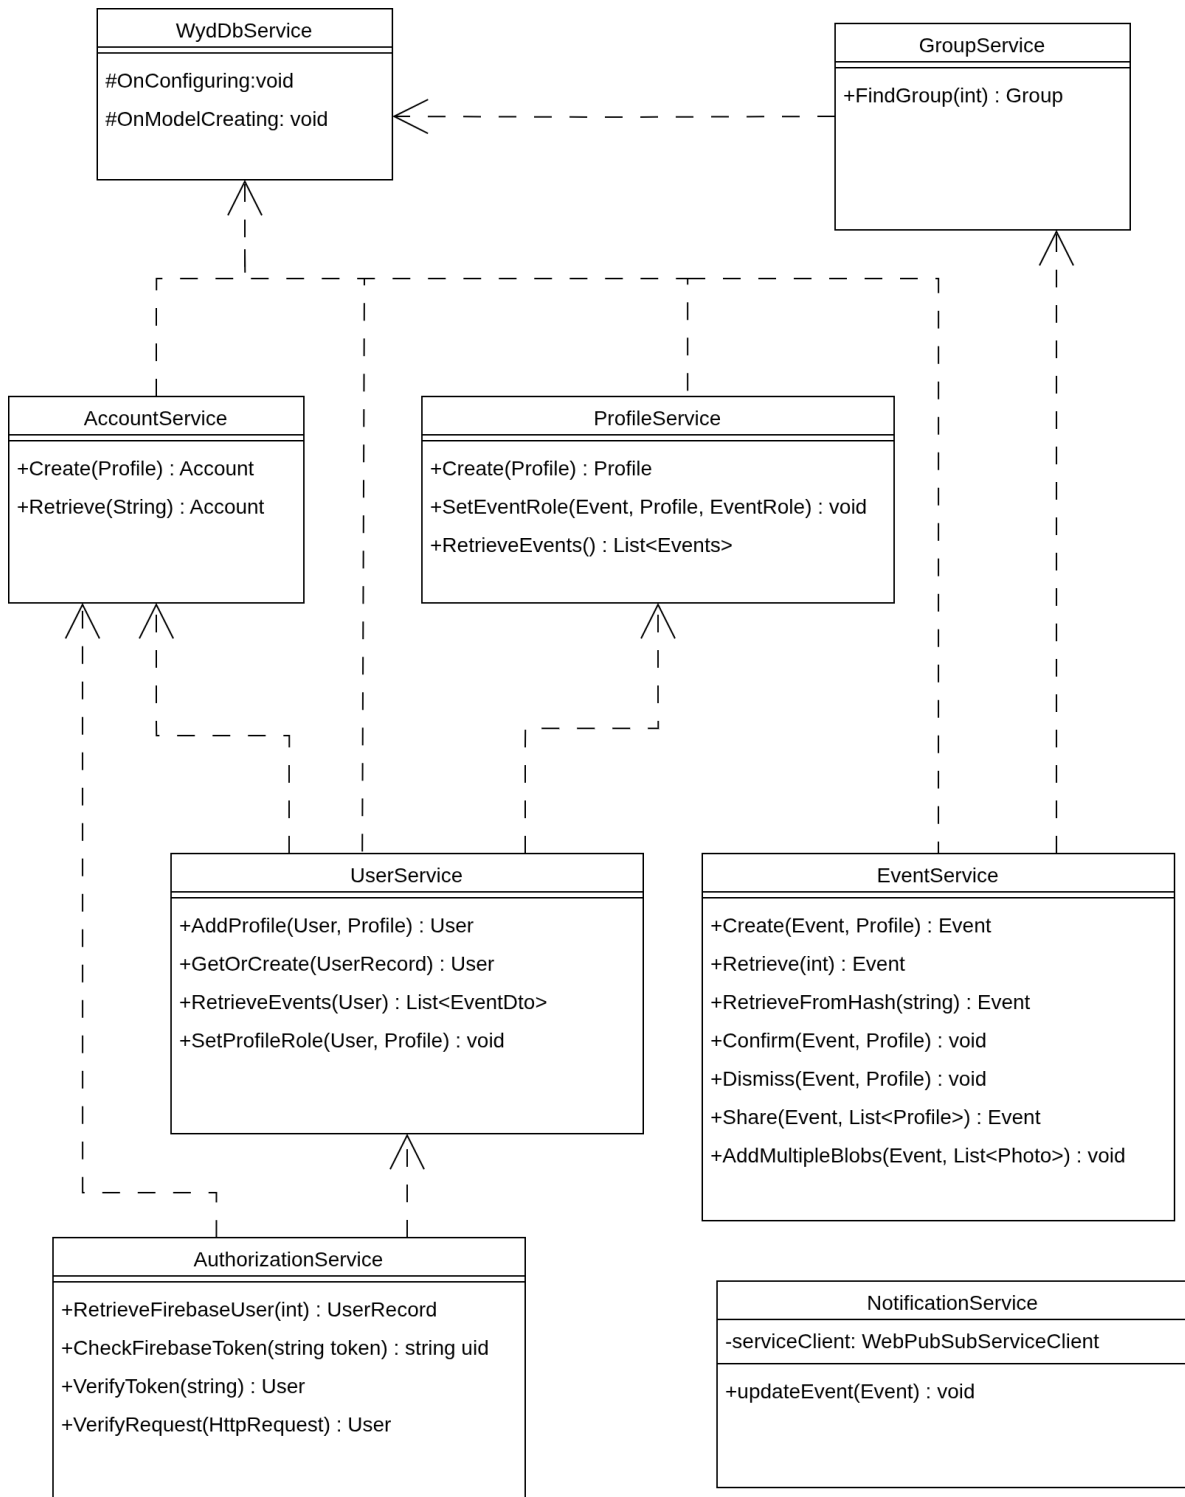 WydDbService
#OnConfiguring:void
#OnModelCreating: void
GroupService
+FindGroup(int) : Group
AccountService
+Create(Profile) : Account
+Retrieve(String) : Account
ProfileService
+Create(Profile) : Profile
+SetEventRole(Event, Profile, EventRole) : void
+RetrieveEvents() : List<Events>
UserService
+AddProfile(User, Profile) : User
+GetOrCreate(UserRecord) : User
+RetrieveEvents(User) : List<EventDto>
+SetProfileRole(User, Profile) : void
EventService
+Create(Event, Profile) : Event
+Retrieve(int) : Event
+RetrieveFromHash(string) : Event
+Confirm(Event, Profile) : void
+Dismiss(Event, Profile) : void
+Share(Event, List<Profile>) : Event
+AddMultipleBlobs(Event, List<Photo>) : void
AuthorizationService
+RetrieveFirebaseUser(int) : UserRecord
+CheckFirebaseToken(string token) : string uid
+VerifyToken(string) : User
+VerifyRequest(HttpRequest) : User
NotificationService
-serviceClient: WebPubSubServiceClient
+updateEvent(Event) : void